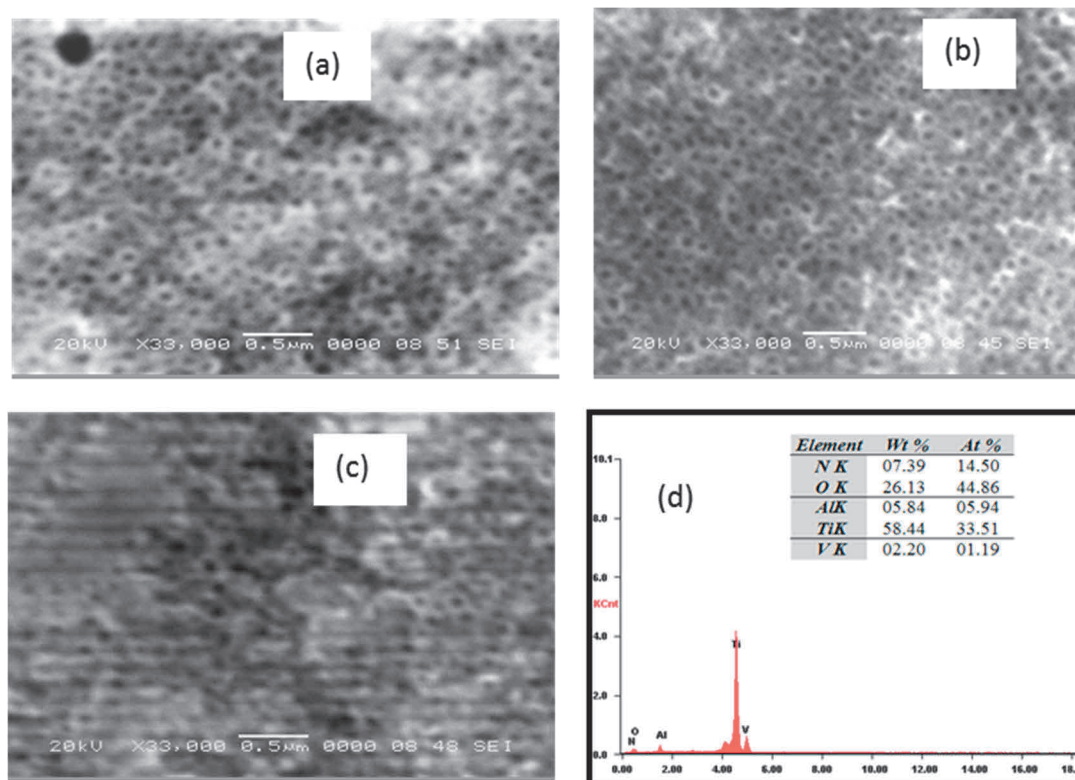 (a)
20kV X33,000 0.5μm 0000 08 51 SEI
(b)
20kV X33,000 0.5μm 0000 08 45 SEI
(c)
20kV X33,000 0.5μm 0000 08 48 SEI
(d)
Element Wt % At %
N K 07.39 14.50
O K 26.13 44.86
AlK 05.84 05.94
TiK 58.44 33.51
V K 02.20 01.19
10.1
8.0
6.0
KCnt
4.0
2.0
0.0
Ti
V
Al
O
N
0.00 2.00 4.00 6.00 8.00 10.00 12.00 14.00 16.00